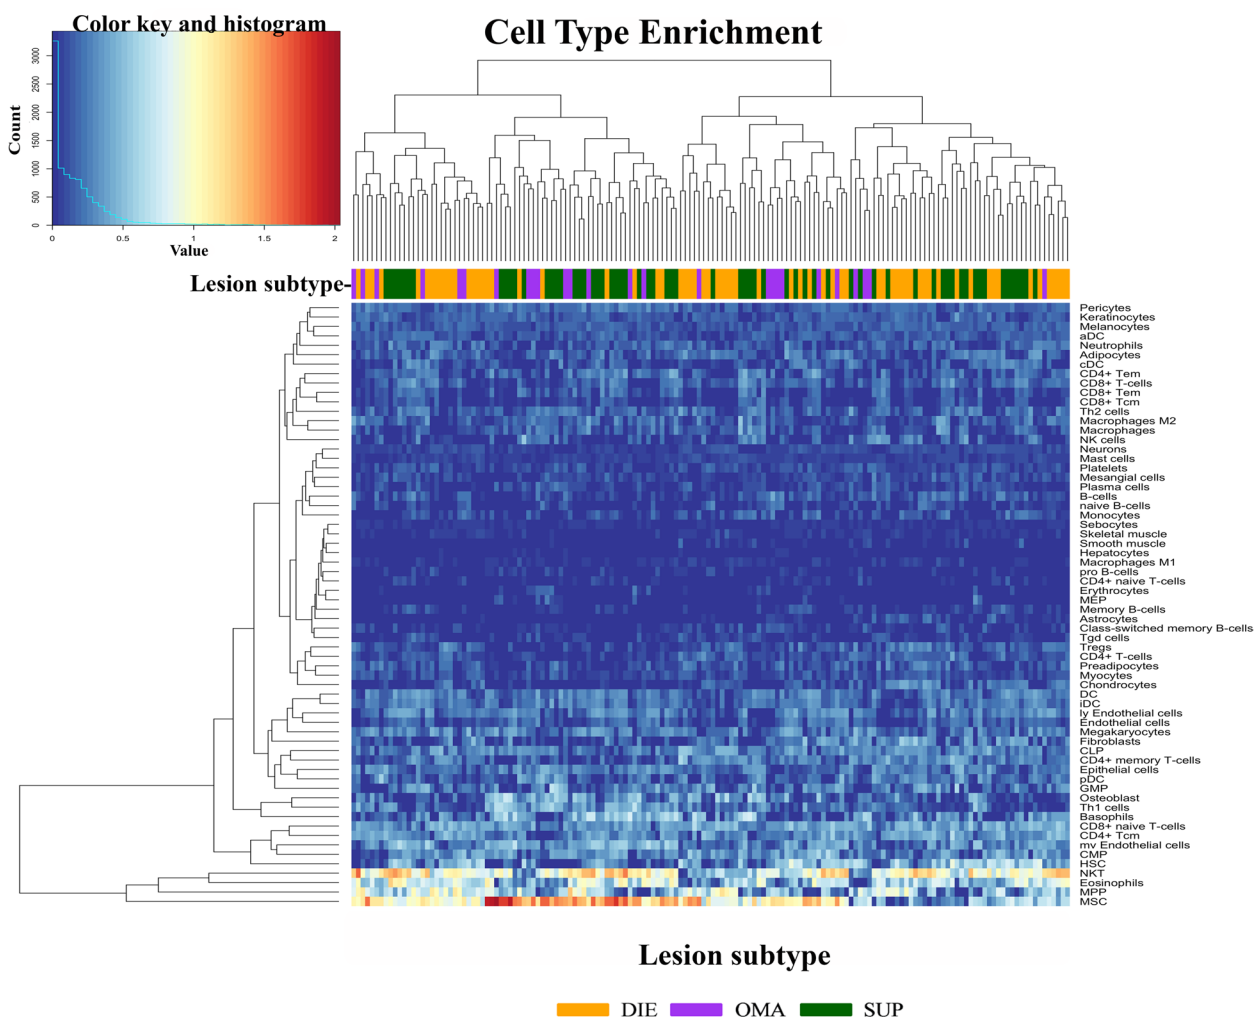 Color key and histogram
Cell Type Enrichment
Count
0
500
1000
1500
2000
2500
3000
0 0.5 1 1.5 2
Value
Lesion subtype-
Pericytes
Keratinocytes
Melanocytes
aDC
Neutrophils
Adipocytes
cDC
CD4+ Tem
CD8+ T-cells
CD8+ Tem
CD8+ Tcm
Th2 cells
Macrophages M2
Macrophages
NK cells
Neurons
Mast cells
Platelets
Mesangial cells
Plasma cells
B-cells
naive B-cells
Monocytes
Sebocytes
Skeletal muscle
Smooth muscle
Hepatocytes
Macrophages M1
pro B-cells
CD4+ naive T-cells
Erythrocytes
MEP
Memory B-cells
Astrocytes
Class-switched memory B-cells
Tgd cells
Tregs
CD4+ T-cells
Preadipocytes
Myocytes
Chondrocytes
DC
iDC
ly Endothelial cells
Endothelial cells
Megakaryocytes
Fibroblasts
CLP
CD4+ memory T-cells
Epithelial cells
pDC
GMP
Osteoblast
Th1 cells
Basophils
CD8+ naive T-cells
CD4+ Tcm
mv Endothelial cells
CMP
HSC
NKT
Eosinophils
MPP
MSC
Lesion subtype
DIE OMA SUP